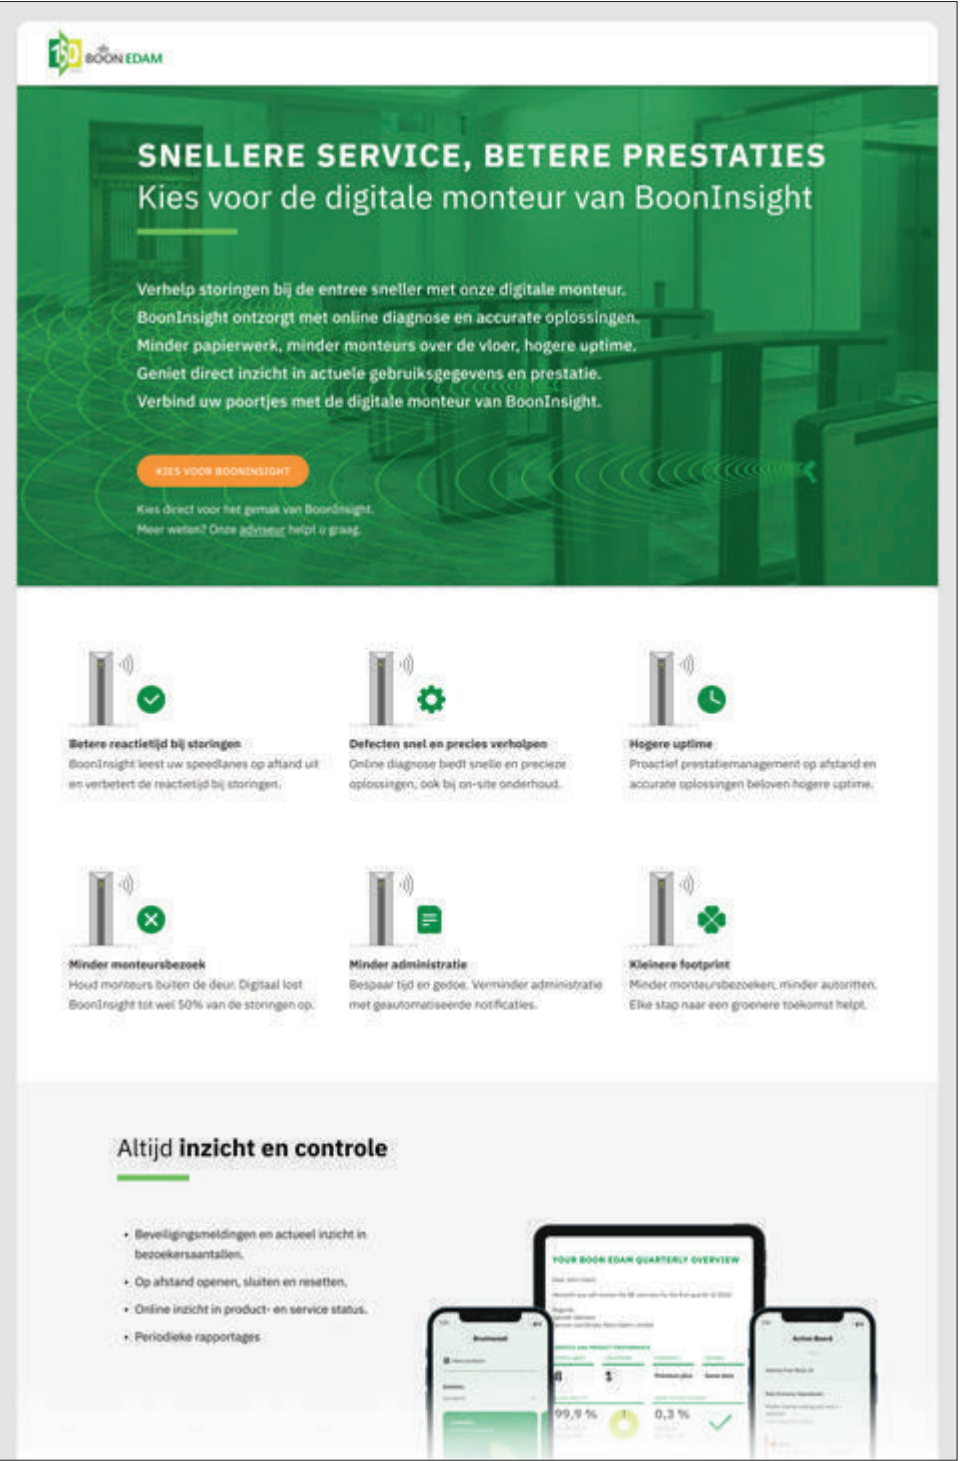 150
BOON EDAM
SNELLERE SERVICE, BETERE PRESTATIES
Kies voor de digitale monteur van BoonInsight
Verhelp storingen bij de entree sneller met onze digitale monteur.
BoonInsight ontzorgt met online diagnose en accurate oplossingen.
Minder papierwerk, minder monteurs over de vloer, hogere uptime.
Geniet direct inzicht in actuele gebruiksgegevens en prestatie.
Verbind uw poortjes met de digitale monteur van BoonInsight.
KIES VOOR BOONINSIGHT
Kies direct voor het gemak van BoonInsight.
Meer weten? Onze adviseur helpt u graag.
Betere reactietijd bij storingen
BoonInsight leest uw speedlanes op aftand uit
en verbetert de reactietijd bij storingen.
Defecten snel en precies verholpen
Online diagnose biedt snelle en precieze
oplossingen, ook bij on-site onderhoud.
Hogere uptime
Proactief prestatiemanagement op afstand en
accurate oplossingen beloven hogere uptime.
Minder monteursbezoek
Houd monteurs buiten de deur. Digitaal lost
BoonInsight tot wel 50% van de storingen op.
Minder administratie
Bespaar tijd en gedoe. Verminder administratie
met geautomatiseerde notificaties.
Kleinere footprint
Minder monteursbezoeken, minder autoritten.
Elke stap naar een groenere toekomst helpt.
Altijd inzicht en controle
• Beveiligingsmeldingen en actueel inzicht in
bezoekersaantallen.
• Op afstand openen, sluiten en resetten.
• Online inzicht in product- en service status.
• Periodieke rapportages
YOUR BOON EDAM QUARTERLY OVERVIEW
8
1
Premium plus
Same date
99,9 %
0,3 %
Action Board